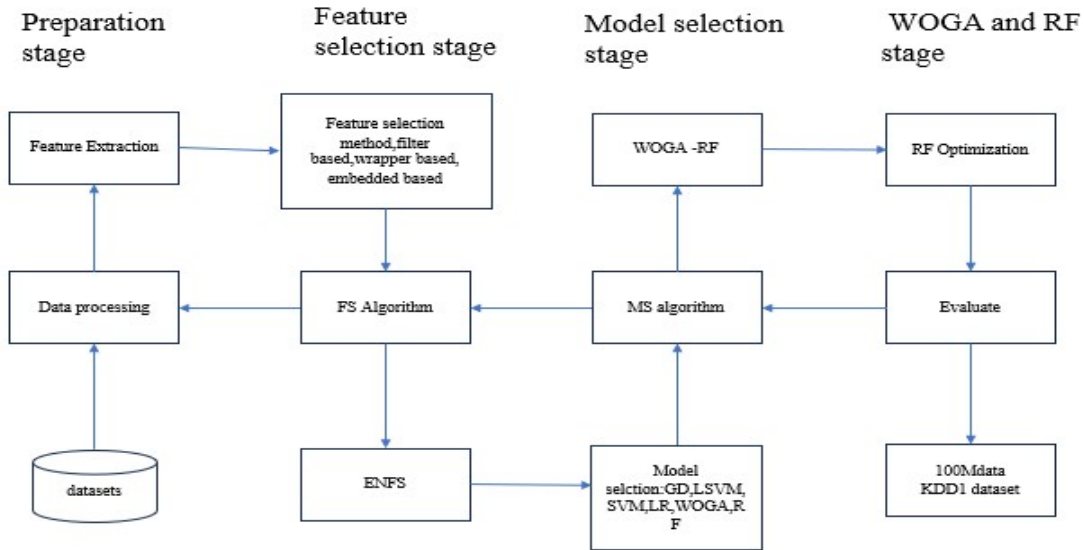 Preparation
stage
Feature
selection stage
Model selection
stage
WOGA and RF
stage
Feature Extraction
Feature selection
method,filter
based,wrapper based,
embedded based
WOGA -RF
RF Optimization
Data processing
FS Algorithm
MS algorithm
Evaluate
datasets
ENFS
Model
selction:GD,LSVM,
SVM,LR,WOGA,R
F
100Mdata
KDD1 dataset